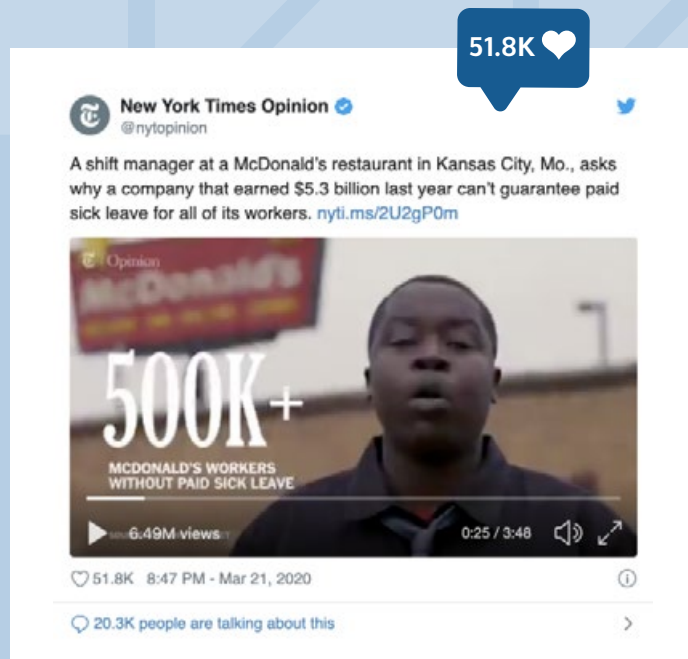 51.8K
New York Times Opinion
@nytopinion
A shift manager at a McDonald's restaurant in Kansas City, Mo., asks
why a company that earned $5.3 billion last year can't guarantee paid
sick leave for all of its workers. nyti.ms/2U2gP0m
Opinion
McDonald's
500K+
MCDONALD'S WORKERS
WITHOUT PAID SICK LEAVE
6.49M views
0:25 / 3:48
51.8K 8:47 PM - Mar 21, 2020
20.3K people are talking about this